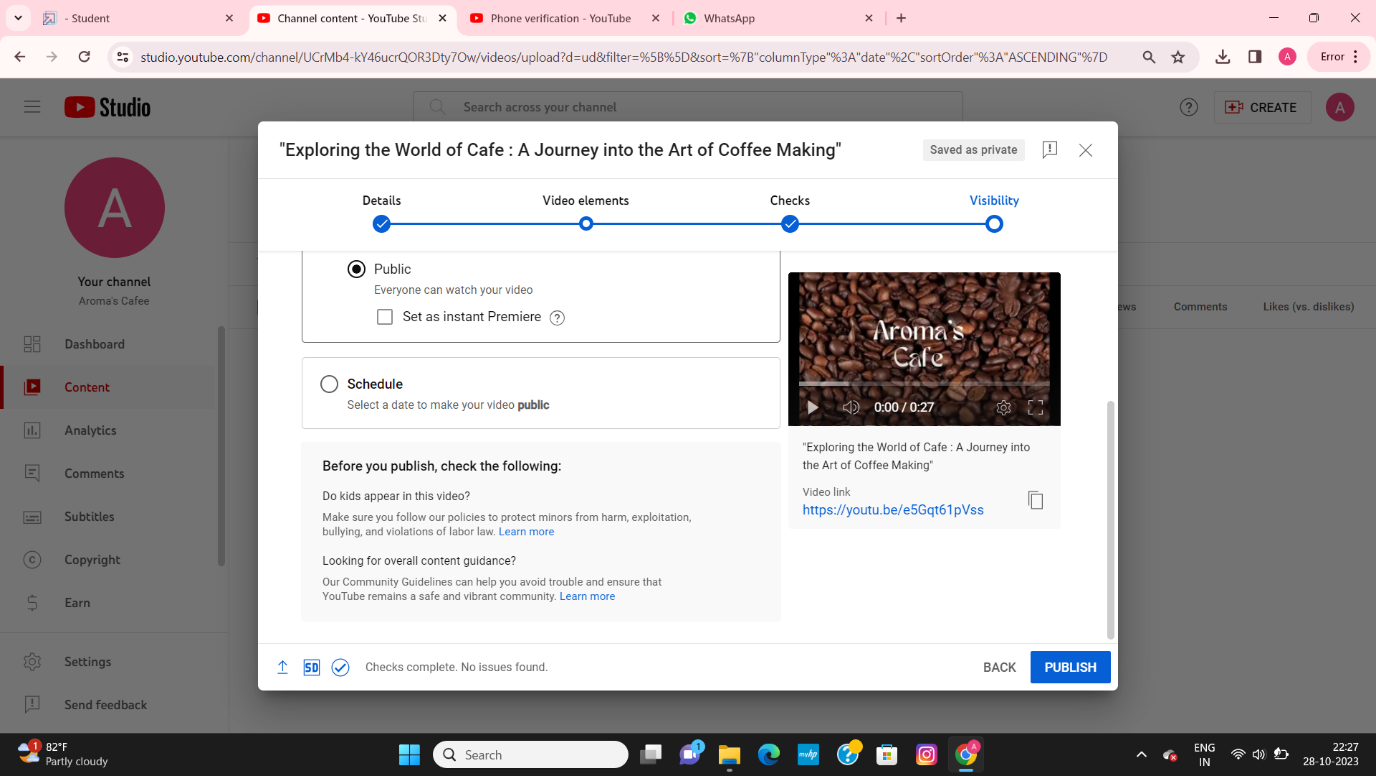 - Student
Channel content - YouTube Stu
Phone verification - YouTube
WhatsApp
studio.youtube.com/channel/UCrMb4-kY46ucrQOR3Dty7Ow/videos/upload?d=ud&filter=%5B%5D&sort=%7B"columnType"%3A"date"%2C"sortOrder"%3A"ASCENDING"%7D
A
Error
Studio
Search across your channel
CREATE
A
"Exploring the World of Cafe : A Journey into the Art of Coffee Making"
Saved as private
Details
Video elements
Checks
Visibility
A
Your channel
Aroma's Cafee
Dashboard
Content
Analytics
Comments
Subtitles
Copyright
Earn
Settings
Send feedback
Public
Everyone can watch your video
Set as instant Premiere
Schedule
Select a date to make your video public
Before you publish, check the following:
Do kids appear in this video?
Make sure you follow our policies to protect minors from harm, exploitation,
bullying, and violations of labor law. Learn more
Looking for overall content guidance?
Our Community Guidelines can help you avoid trouble and ensure that
YouTube remains a safe and vibrant community. Learn more
Aroma's
Cafe
0:00 / 0:27
"Exploring the World of Cafe : A Journey into
the Art of Coffee Making"
Video link
https://youtu.be/e5Gqt61pVss
ews
Comments
Likes (vs. dislikes)
SD
Checks complete. No issues found.
BACK
PUBLISH
1
82°F
Partly cloudy
Search
1
myhp
A
ENG
IN
22:27
28-10-2023